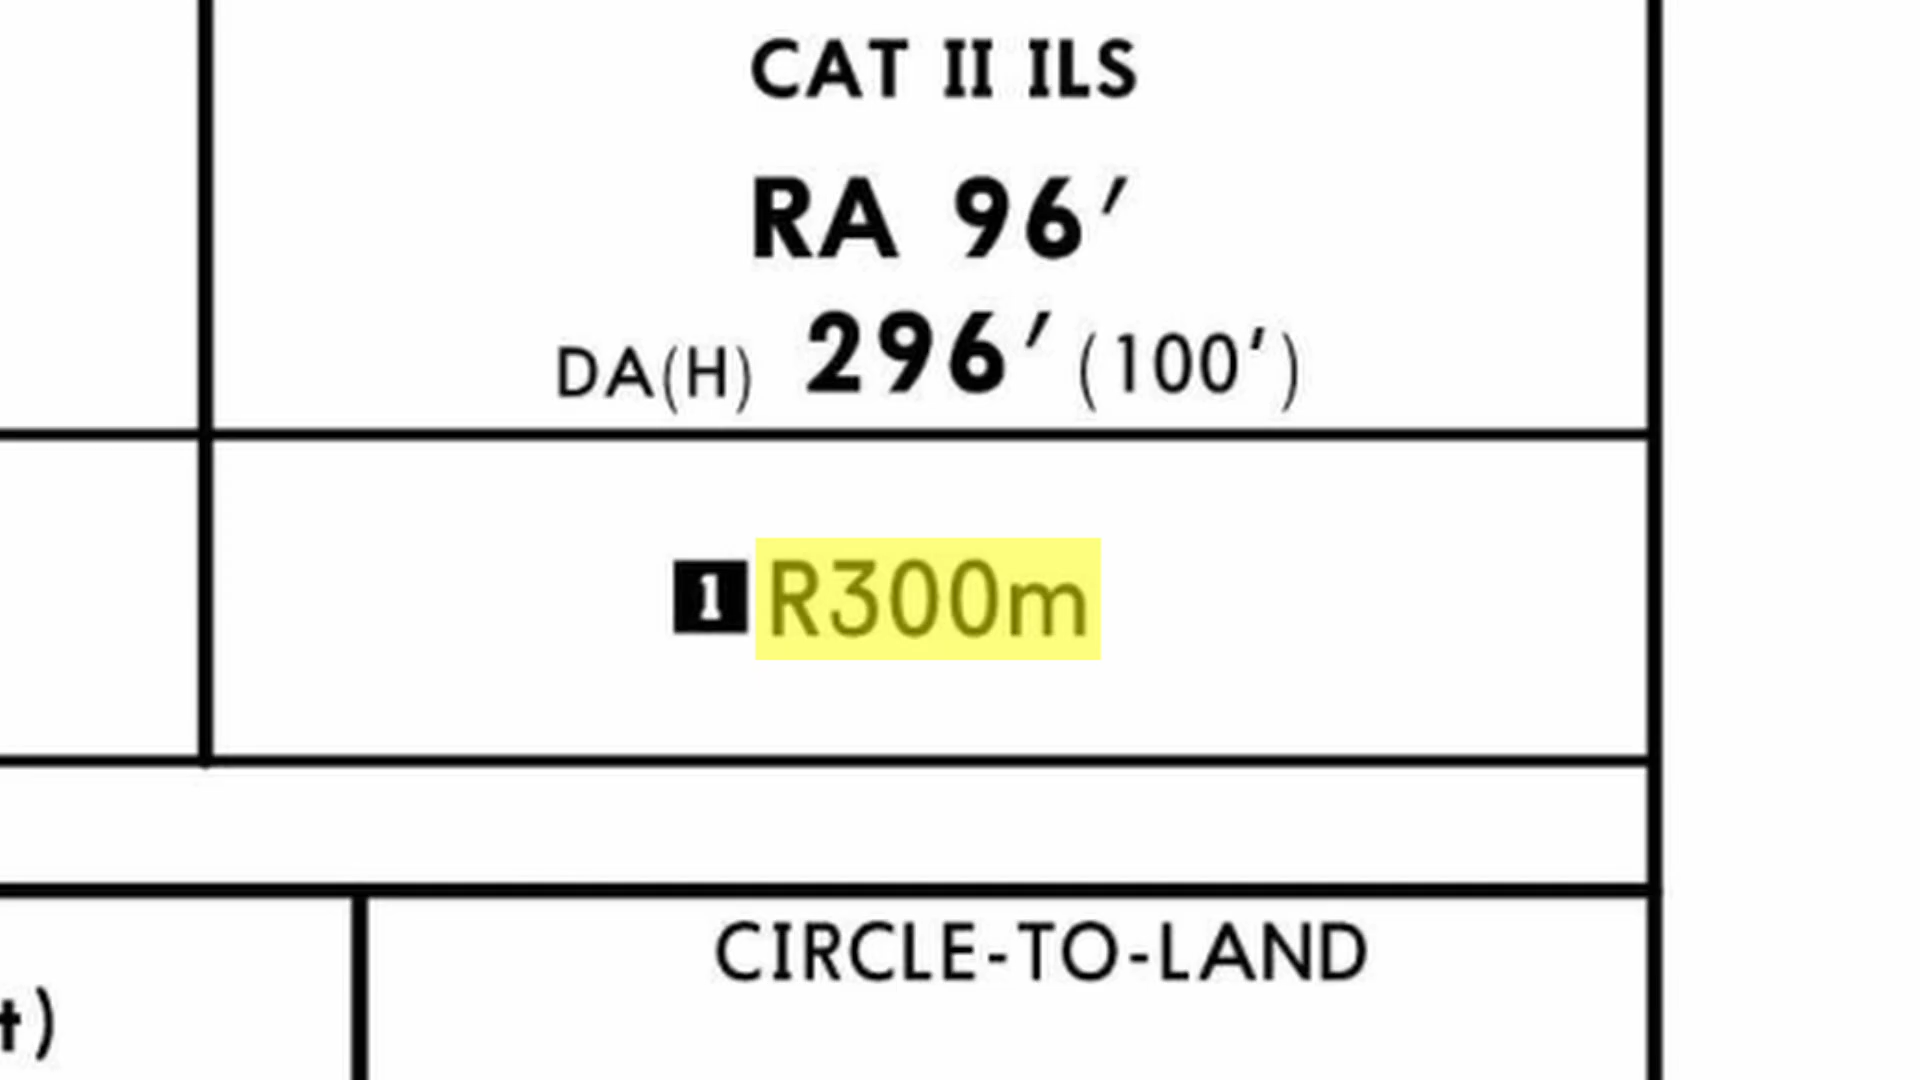 CAT II ILS
RA 96′
DA(H) 296′(100′)
1 R300m
CIRCLE-TO-LAND
t)